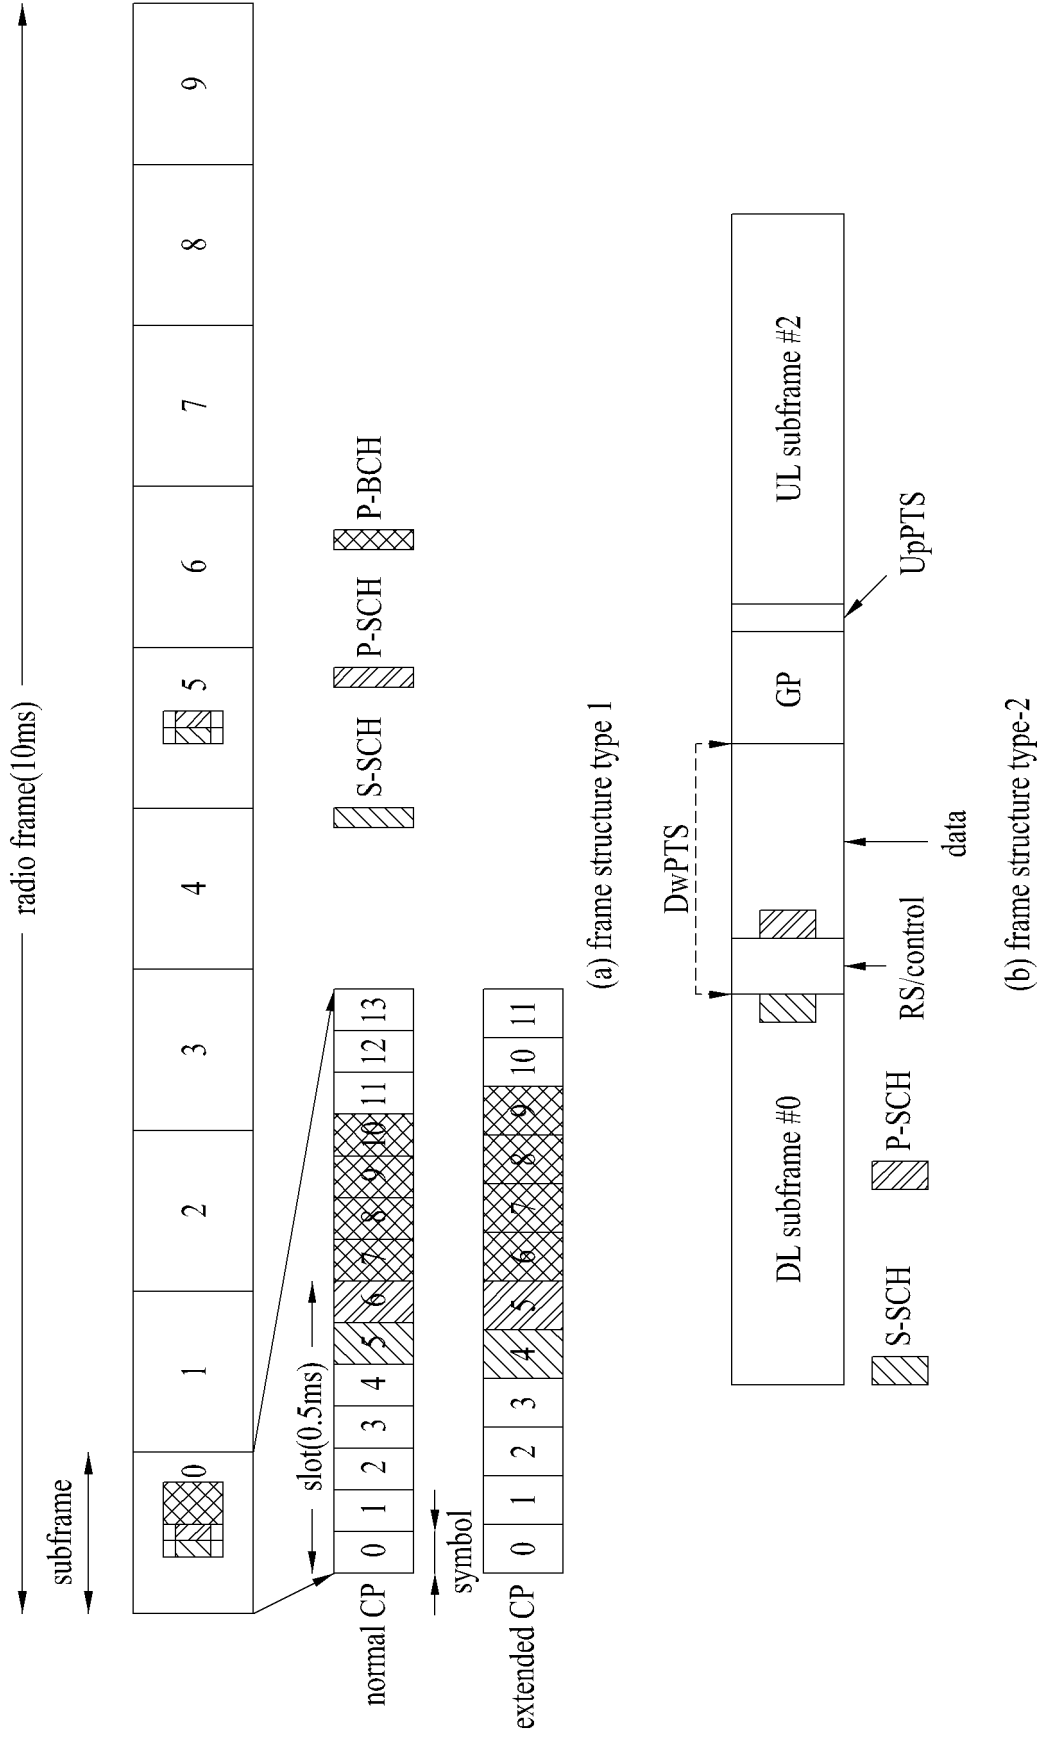 radio frame(10ms)
subframe
0 1 2 3 4 5 6 7 8 9
slot(0.5ms)
normal CP 0 1 2 3 4 5 6 7 8 9 10 11 12 13
S-SCH P-SCH P-BCH
symbol
extended CP 0 1 2 3 4 5 6 7 8 9 10 11
(a) frame structure type 1
DwPTS
DL subframe #0 GP UL subframe #2
S-SCH P-SCH RS/control data UpPTS
(b) frame structure type-2